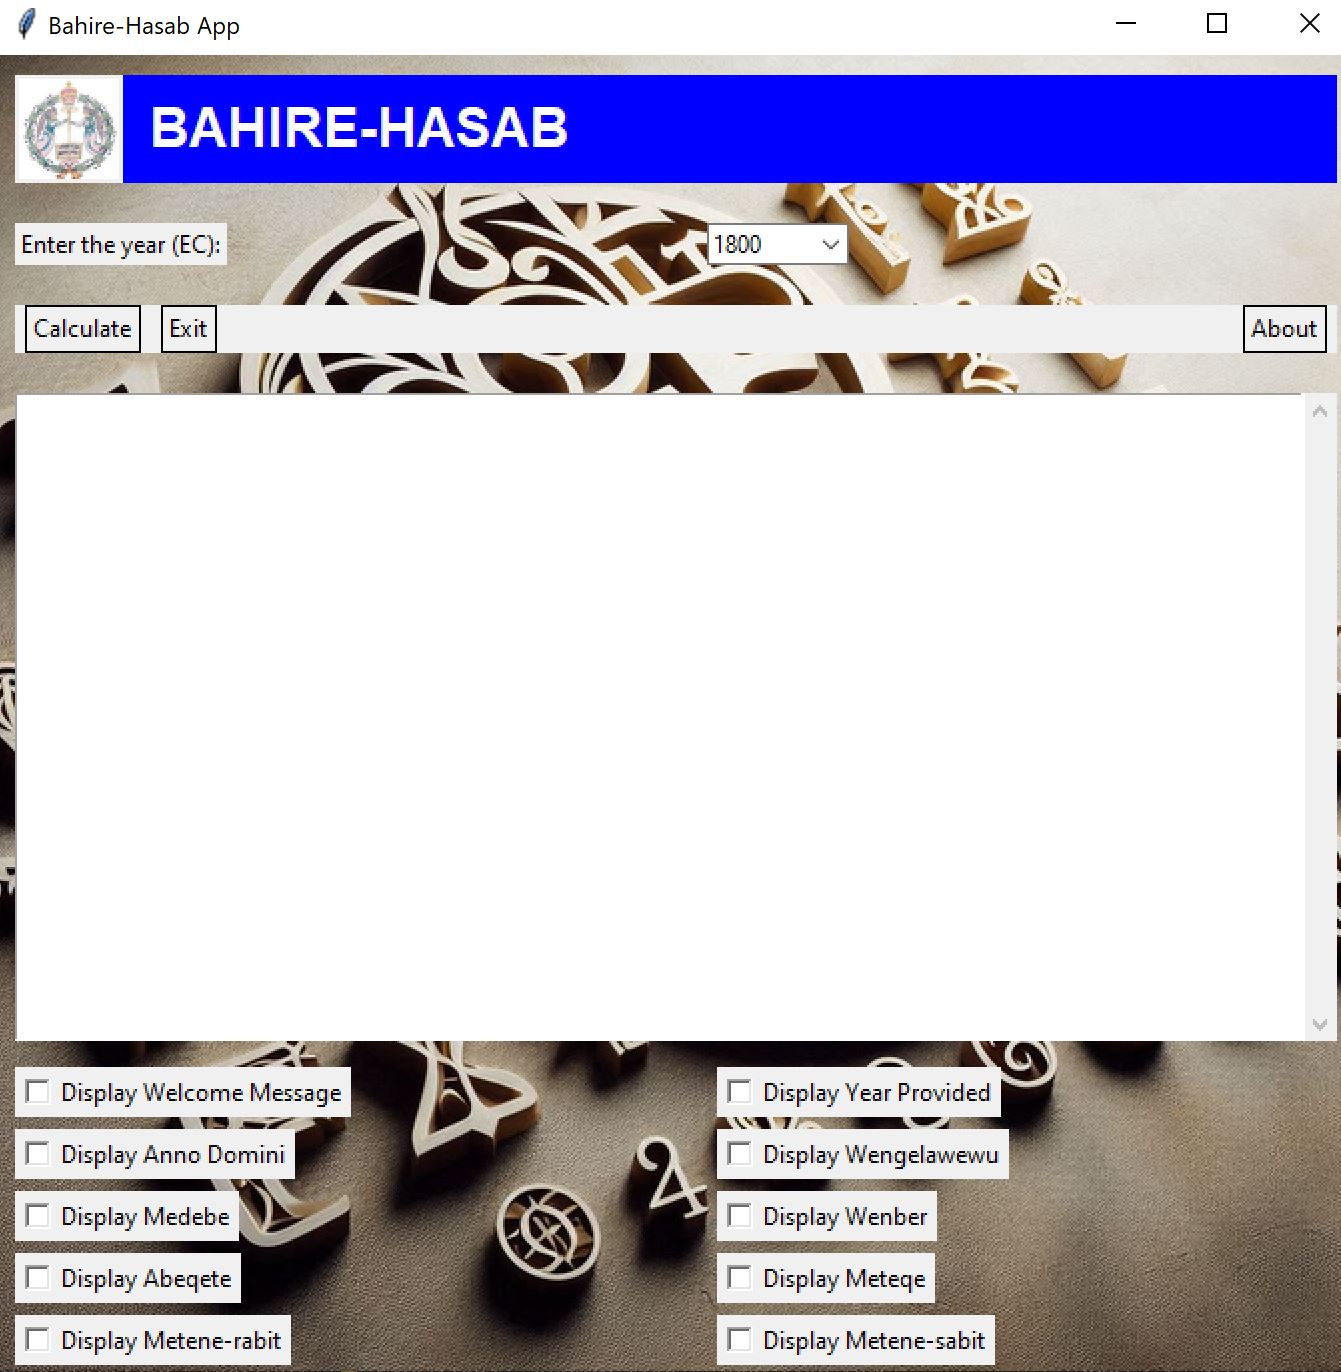 Bahire-Hasab App
BAHIRE-HASAB
Enter the year (EC): 1800
Calculate Exit About
Display Welcome Message Display Year Provided
Display Anno Domini Display Wengelawewu
Display Medebe Display Wenber
Display Abeqete Display Meteqe
Display Metene-rabit Display Metene-sabit